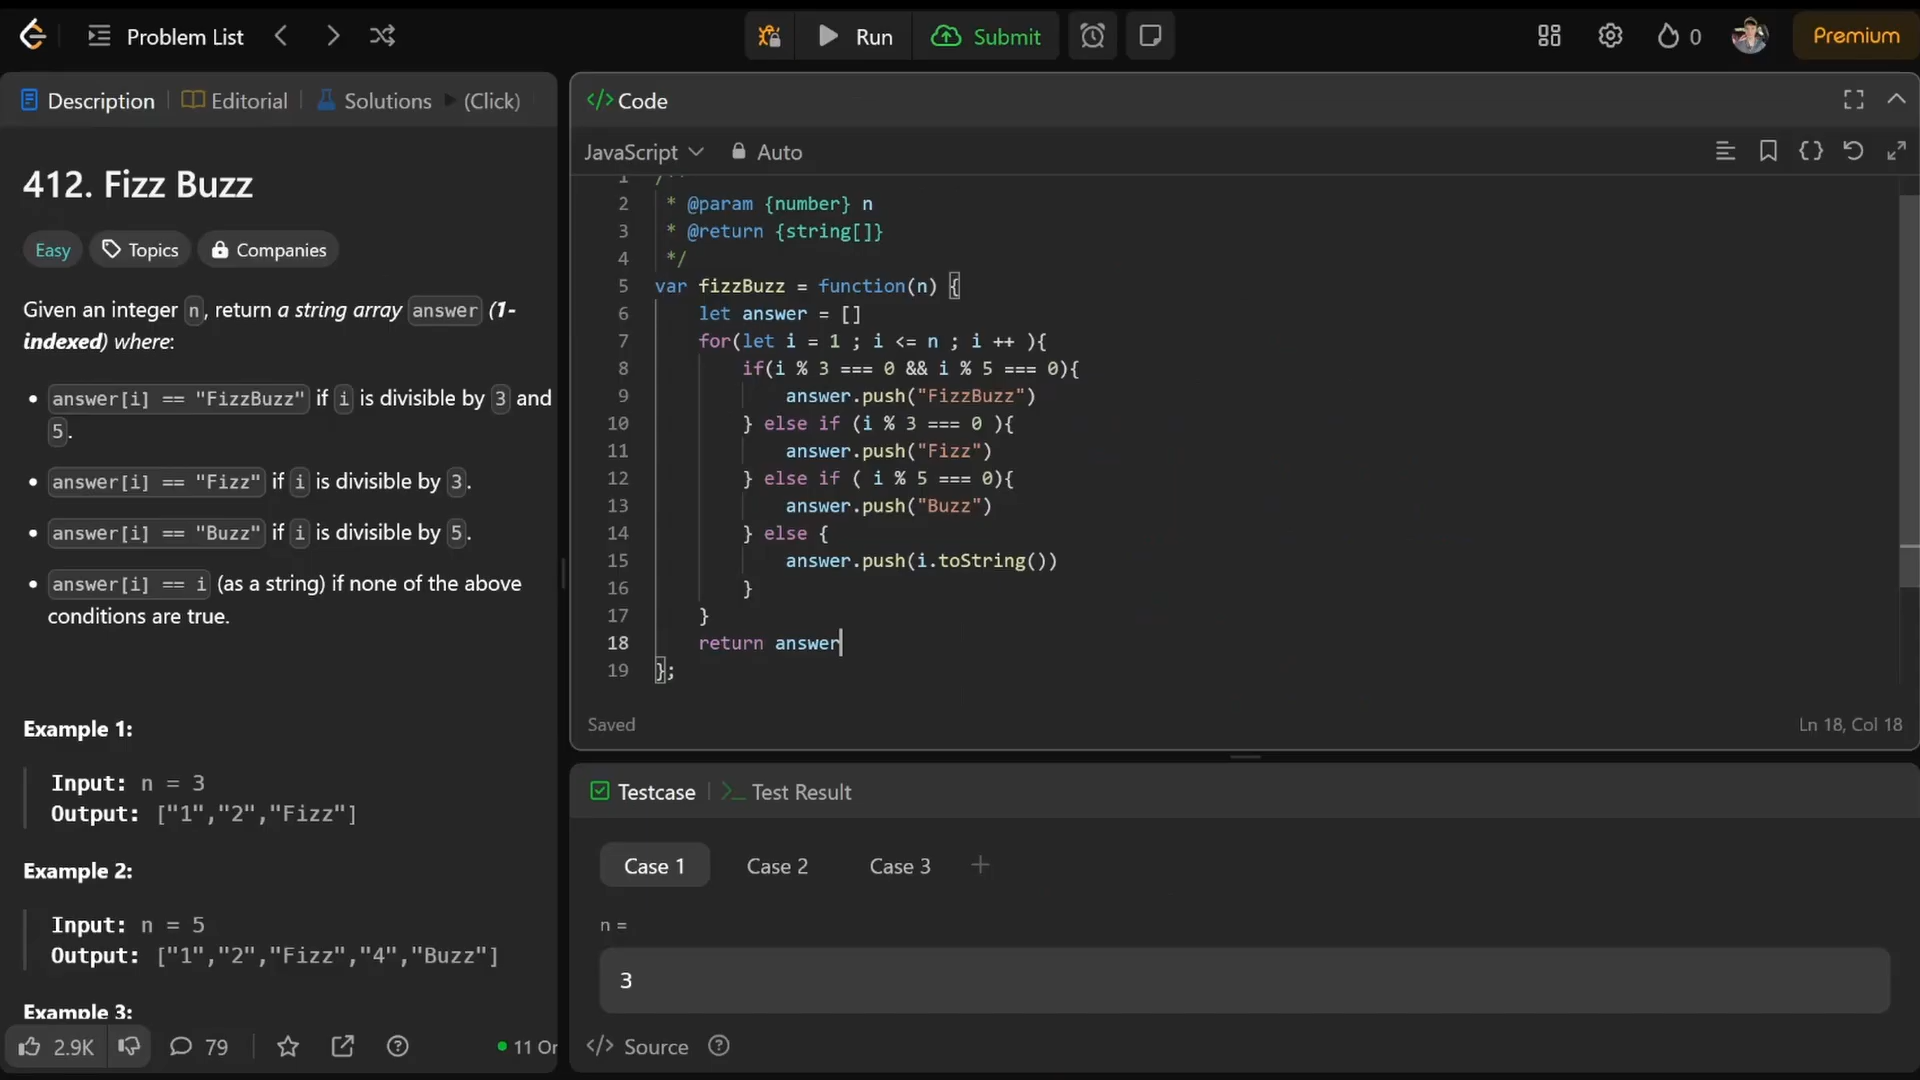 Problem List
Run
Submit
0
Premium
Description
Editorial
Solutions
(Click)
412. Fizz Buzz
Easy
Topics
Companies
Given an integer n, return a string array answer (1-
indexed) where:
• answer[i] == "FizzBuzz" if i is divisible by 3 and
5.
• answer[i] == "Fizz" if i is divisible by 3.
• answer[i] == "Buzz" if i is divisible by 5.
• answer[i] == i (as a string) if none of the above
conditions are true.
Example 1:
Input: n = 3
Output: ["1","2","Fizz"]
Example 2:
Input: n = 5
Output: ["1","2","Fizz","4","Buzz"]
Example 3:
2.9K
79
11 On
</> Code
JavaScript
Auto
1 /**
2 * @param {number} n
3 * @return {string[]}
4 */
5 var fizzBuzz = function(n) {
6 let answer = []
7 for(let i = 1 ; i <= n ; i ++ ){
8 if(i % 3 === 0 && i % 5 === 0){
9 answer.push("FizzBuzz")
10 } else if (i % 3 === 0 ){
11 answer.push("Fizz")
12 } else if ( i % 5 === 0){
13 answer.push("Buzz")
14 } else {
15 answer.push(i.toString())
16 }
17 }
18 return answer
19 };
Saved
Ln 18, Col 18
Testcase
>_ Test Result
Case 1
Case 2
Case 3
+
n =
3
</> Source